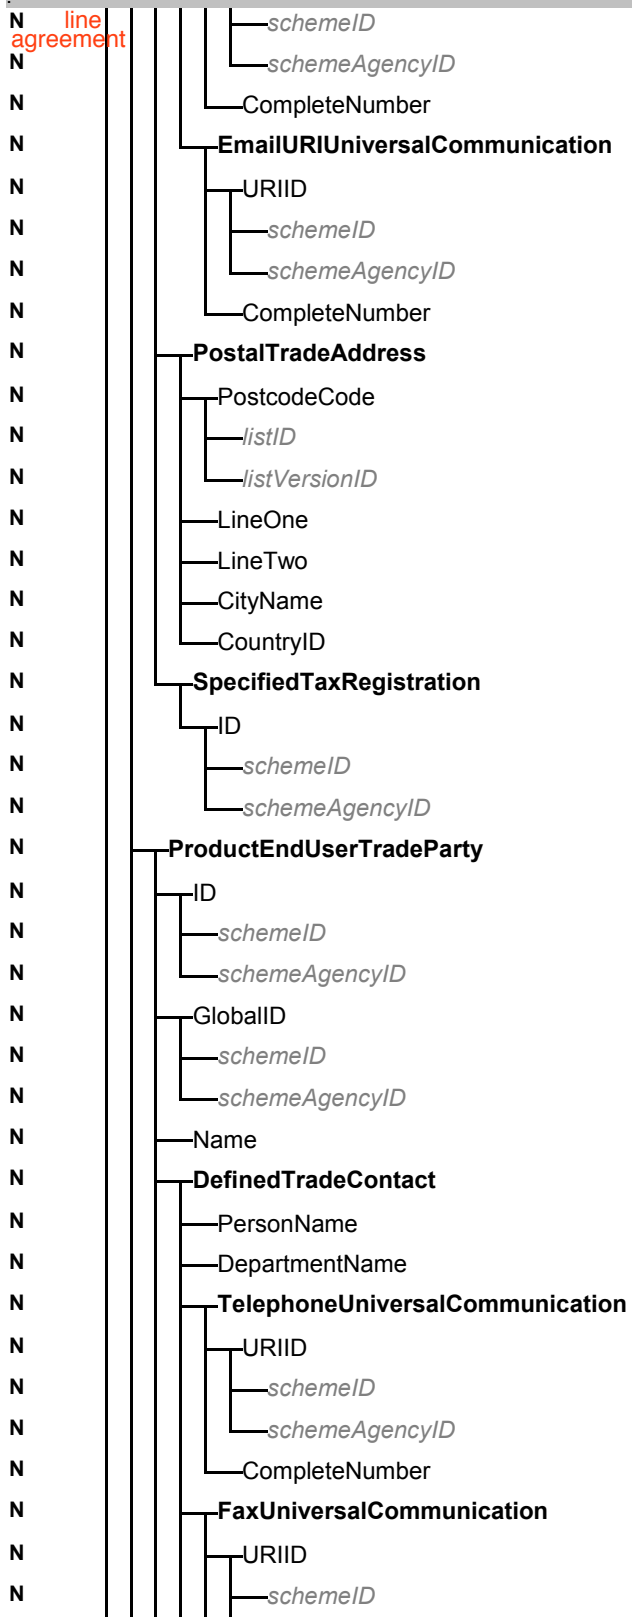 N line schemeID
agreement
N schemeAgencyID
N CompleteNumber
N EmailURIUniversalCommunication
N URIID
N schemeID
N schemeAgencyID
N CompleteNumber
N PostalTradeAddress
N PostcodeCode
N listID
N listVersionID
N LineOne
N LineTwo
N CityName
N CountryID
N SpecifiedTaxRegistration
N ID
N schemeID
N schemeAgencyID
N ProductEndUserTradeParty
N ID
N schemeID
N schemeAgencyID
N GlobalID
N schemeID
N schemeAgencyID
N Name
N DefinedTradeContact
N PersonName
N DepartmentName
N TelephoneUniversalCommunication
N URIID
N schemeID
N schemeAgencyID
N CompleteNumber
N FaxUniversalCommunication
N URIID
N schemeID